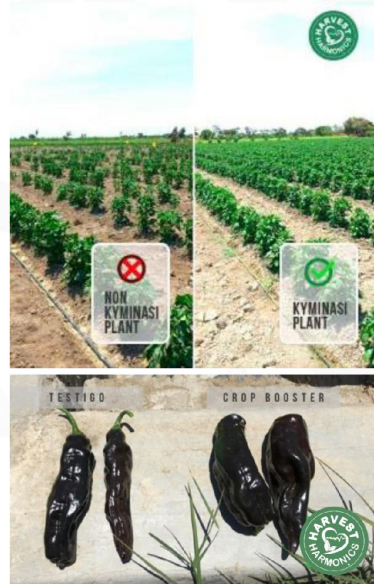 HARVEST
HARMONICS
NON
KYMINASI
PLANT
KYMINASI
PLANT
TESTIGO
CROP BOOSTER
HARVEST
HARMONICS